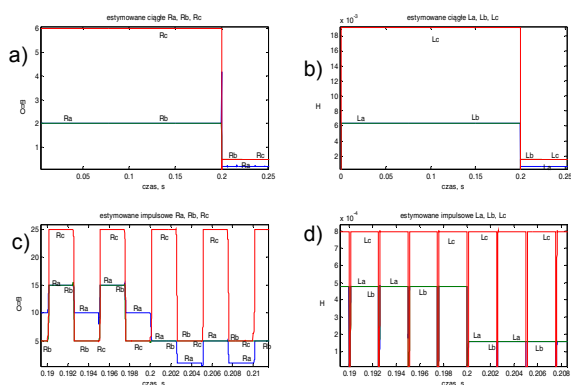 a)
estymowane ciągłe Ra, Rb, Rc
6
5
4
3
2
1
Om
Rc
Ra Rb
Rb Rc
Ra
0.05 0.1 0.15 0.2 0.25
czas, s
b)
estymowane ciągłe La, Lb, Lc
x 10⁻³
18
16
14
12
10
8
6
4
2
0
H
Lc
La Lb
Lb Lc
0 0.05 0.1 0.15 0.2 0.25
czas, s
c)
estymowane impulsowe Ra, Rb, Rc
25
20
15
10
5
0
Rc Rc Rc Rc
Ra Ra
Rb Rb
Ra Ra
Ra Rb Rb
Rb Rb Rc Rb Rc Rc
Ra Ra
0.19 0.192 0.194 0.196 0.198 0.2 0.202 0.204 0.206 0.208 0.21 0.212
czas, s
d)
estymowane impulsowe La, Lb, Lc
x 10⁻⁴
8
7
6
5
4
3
2
1
H
Lc Lc Lc Lc
La La
Lb Lb
La La
Lb Lb
0.19 0.192 0.194 0.196 0.198 0.2 0.202 0.204 0.206 0.208
czas, s